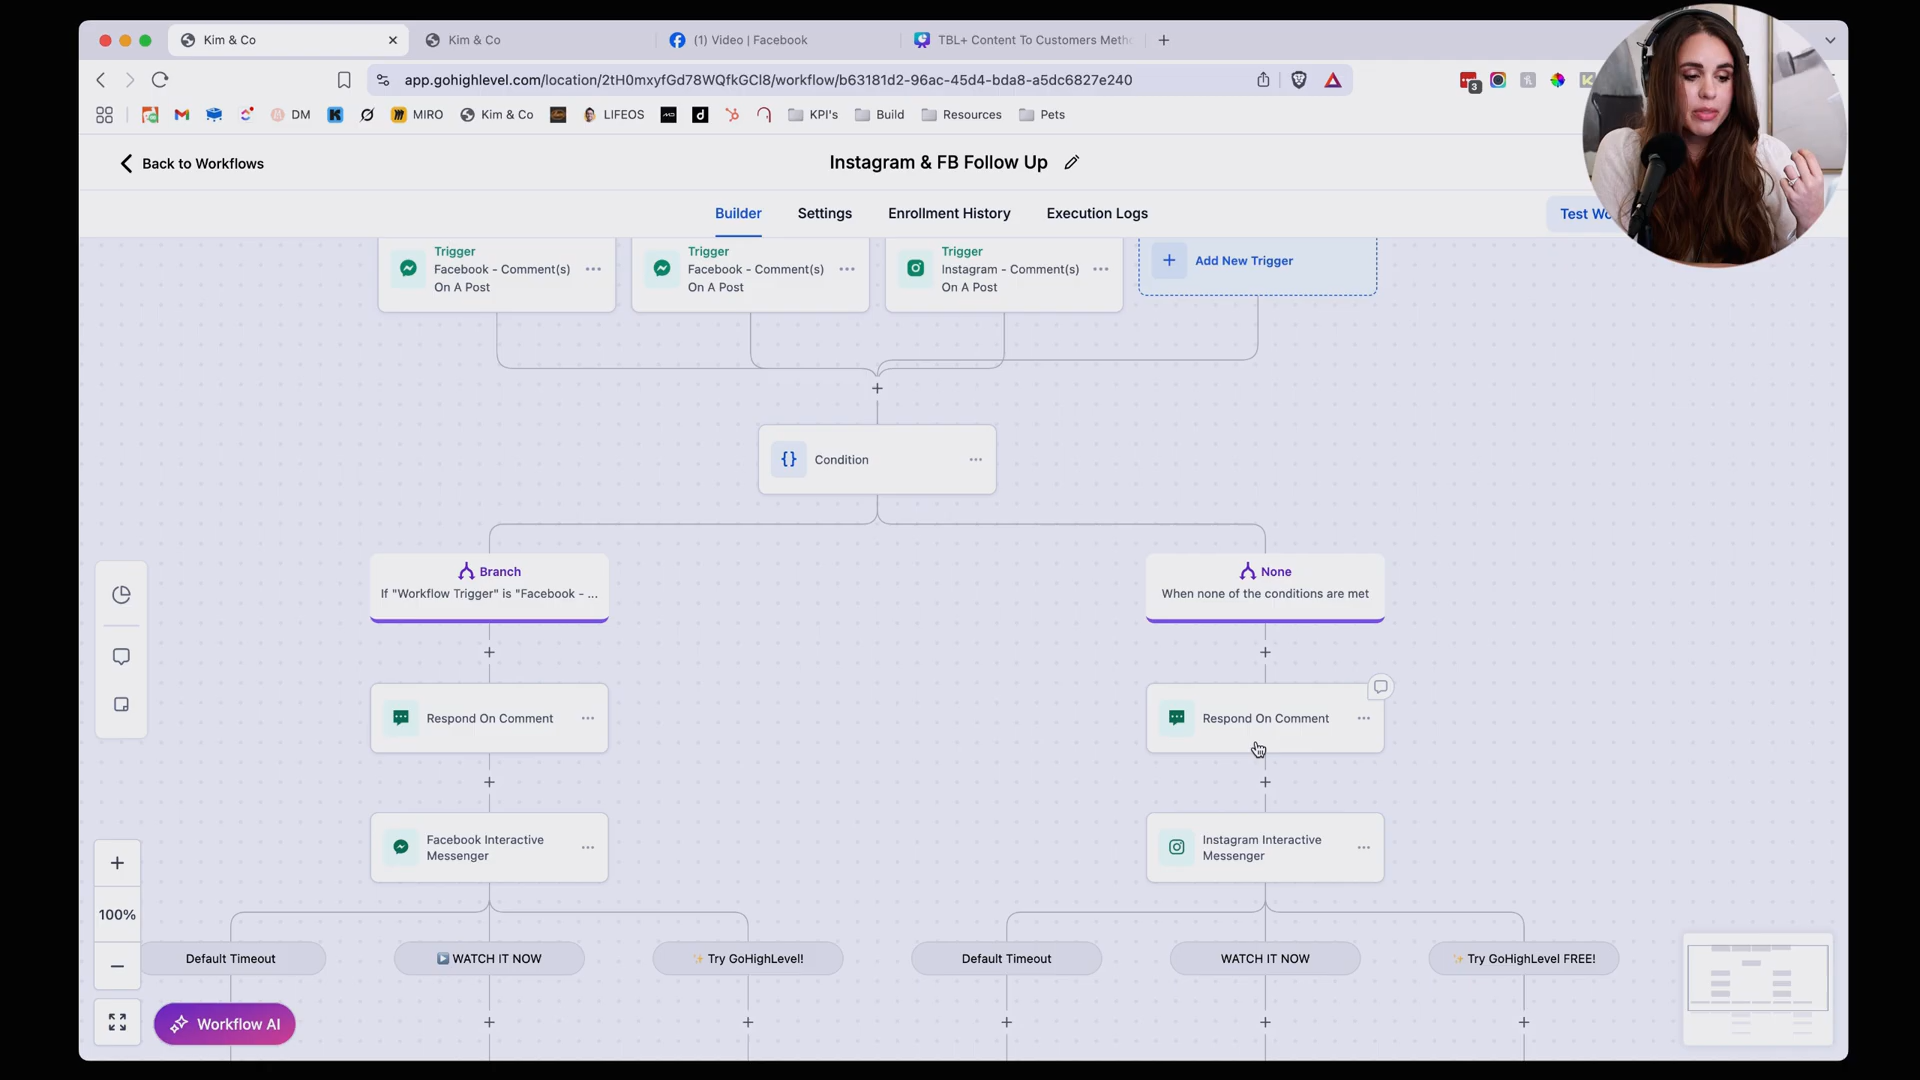 Kim & Co
Kim & Co
(1) Video | Facebook
TBL+ Content To Customers Meth
app.gohighlevel.com/location/2tH0mxyfGd78WQfkGCI8/workflow/b63181d2-96ac-45d4-bda8-a5dc6827e240
3
DM
MIRO
Kim & Co
LIFEOS
KPI's
Build
Resources
Pets
Back to Workflows
Instagram & FB Follow Up
Builder
Settings
Enrollment History
Execution Logs
Test Wo
Trigger
Facebook - Comment(s)
On A Post
Trigger
Facebook - Comment(s)
On A Post
Trigger
Instagram - Comment(s)
On A Post
Add New Trigger
Condition
Branch
If "Workflow Trigger" is "Facebook - ...
None
When none of the conditions are met
Respond On Comment
Respond On Comment
Facebook Interactive
Messenger
Instagram Interactive
Messenger
100%
Default Timeout
WATCH IT NOW
Try GoHighLevel!
Default Timeout
WATCH IT NOW
Try GoHighLevel FREE!
Workflow AI